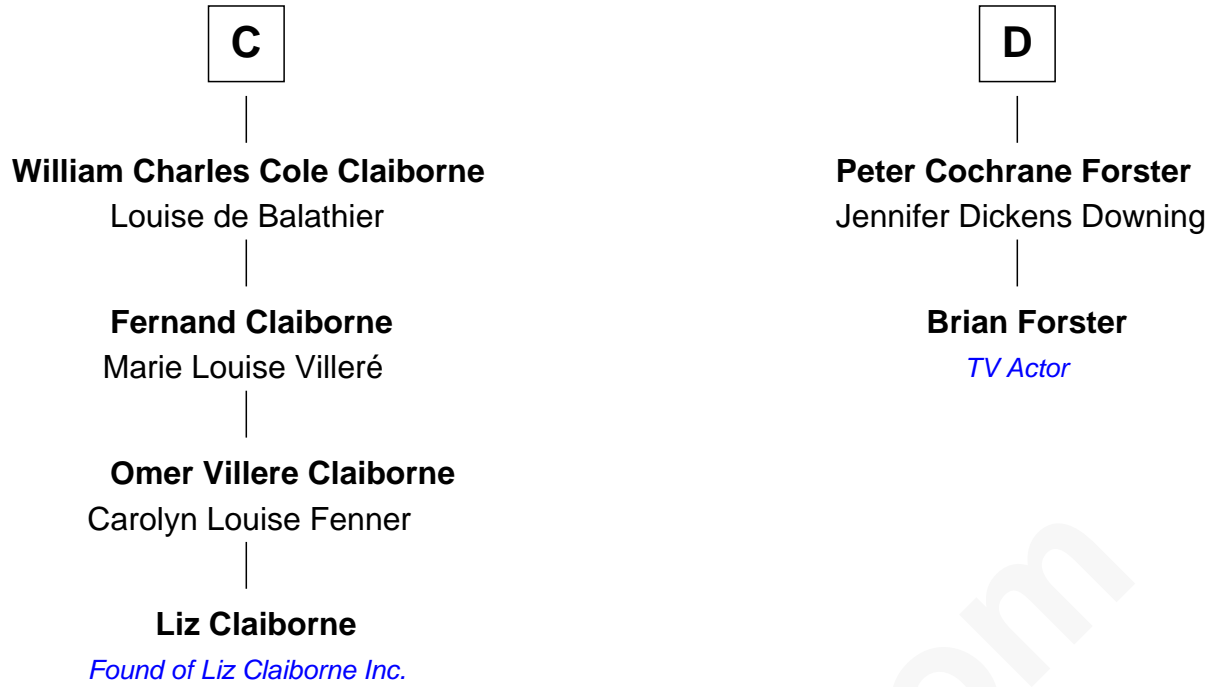 C
William Charles Cole Claiborne
Louise de Balathier
Fernand Claiborne
Marie Louise Villeré
Omer Villere Claiborne
Carolyn Louise Fenner
Liz Claiborne
Found of Liz Claiborne Inc.
D
Peter Cochrane Forster
Jennifer Dickens Downing
Brian Forster
TV Actor
om